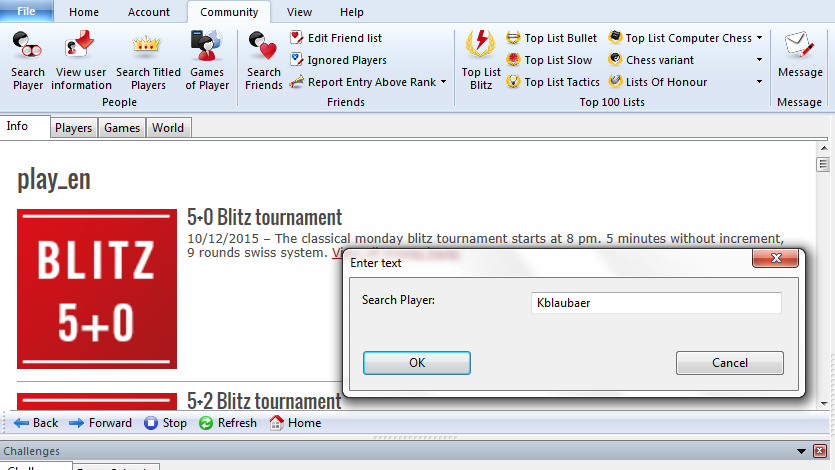 File Home Account Community View Help
Search Player
View user information
Search Titled Players
Games of Player
People
Search Friends
Edit Friend list
Ignored Players
Report Entry Above Rank
Friends
Top List Blitz
Top List Bullet
Top List Slow
Top List Tactics
Top List Computer Chess
Chess variant
Lists Of Honour
Top 100 Lists
Message
Message
Info Players Games World
play_en
BLITZ
5+0
5+0 Blitz tournament
10/12/2015 – The classical monday blitz tournament starts at 8 pm. 5 minutes without increment,
9 rounds swiss system.
Enter text
Search Player: Kblaubaer
OK Cancel
5+2 Blitz tournament
Back Forward Stop Refresh Home
Challenges